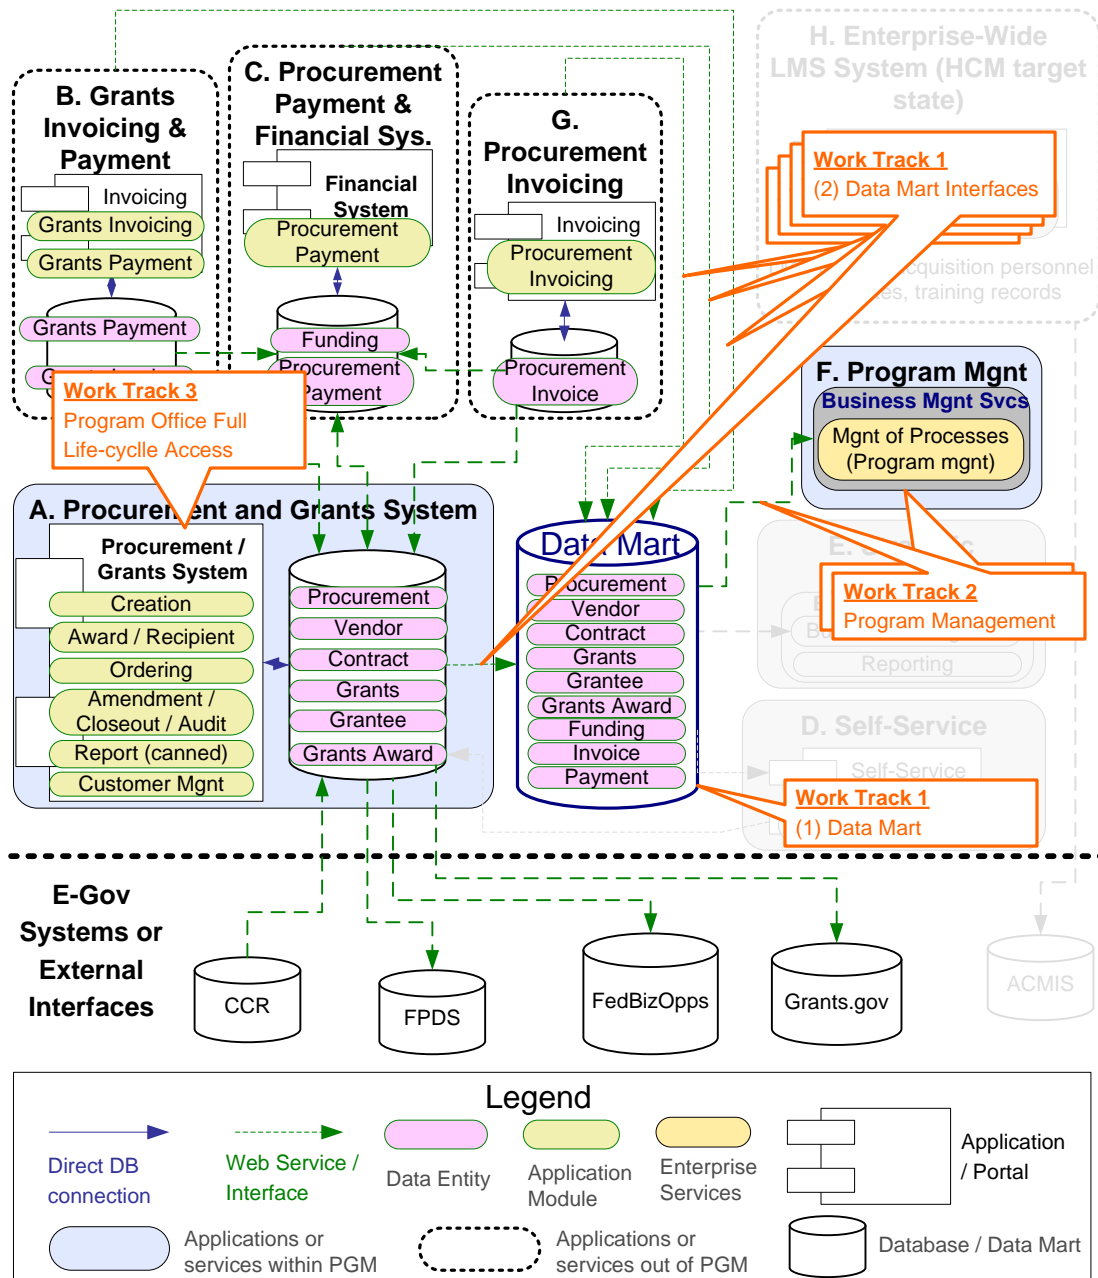 B. Grants
Invoicing &
Payment
Invoicing
Grants Invoicing
Grants Payment
Grants Payment
C. Procurement
Payment &
Financial Sys.
Financial
System
Procurement
Payment
Funding
Procurement
Payment
G.
Procurement
Invoicing
Invoicing
Procurement
Invoicing
Procurement
Invoice
H. Enterprise-Wide
LMS System (HCM target
state)
acquisition personnel
training records
Work Track 1
(2) Data Mart Interfaces
Work Track 3
Program Office Full
Life-cyclle Access
F. Program Mgnt
Business Mgnt Svcs
Mgnt of Processes
(Program mgnt)
A. Procurement and Grants System
Procurement /
Grants System
Creation
Award / Recipient
Ordering
Amendment /
Closeout / Audit
Report (canned)
Customer Mgnt
Procurement
Vendor
Contract
Grants
Grantee
Grants Award
Data Mart
Procurement
Vendor
Contract
Grants
Grantee
Grants Award
Funding
Invoice
Payment
E.
Work Track 2
Program Management
Reporting
D. Self-Service
Self-Service
Work Track 1
(1) Data Mart
E-Gov
Systems or
External
Interfaces
CCR
FPDS
FedBizOpps
Grants.gov
ACMIS
Legend
Direct DB
connection
Web Service /
Interface
Data Entity
Application
Module
Enterprise
Services
Application
/ Portal
Applications or
services within PGM
Applications or
services out of PGM
Database / Data Mart